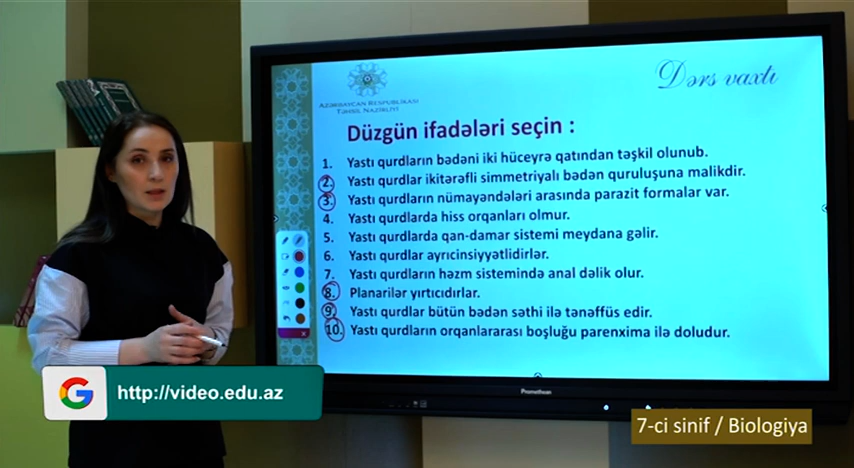 Dərs vaxtı
AZƏRBAYCAN RESPUBLİKASI
TƏHSİL NAZİRLİYİ
Düzgün ifadələri seçin :
1. Yastı qurdların bədəni iki hüceyrə qatından təşkil olunub.
2. Yastı qurdlar ikitərəfli simmetriyalı bədən quruluşuna malikdir.
3. Yastı qurdların nümayəndələri arasında parazit formalar var.
4. Yastı qurdlarda hiss orqanları olmur.
5. Yastı qurdlarda qan-damar sistemi meydana gəlir.
6. Yastı qurdlar ayrıcinsiyyətlidirlər.
7. Yastı qurdların həzm sistemində anal dəlik olur.
8. Planarilər yırtıcıdırlar.
9. Yastı qurdlar bütün bədən səthi ilə tənəffüs edir.
10. Yastı qurdların orqanlararası boşluğu parenxima ilə doludur.
Promethean
G http://video.edu.az
7-ci sinif / Biologiya